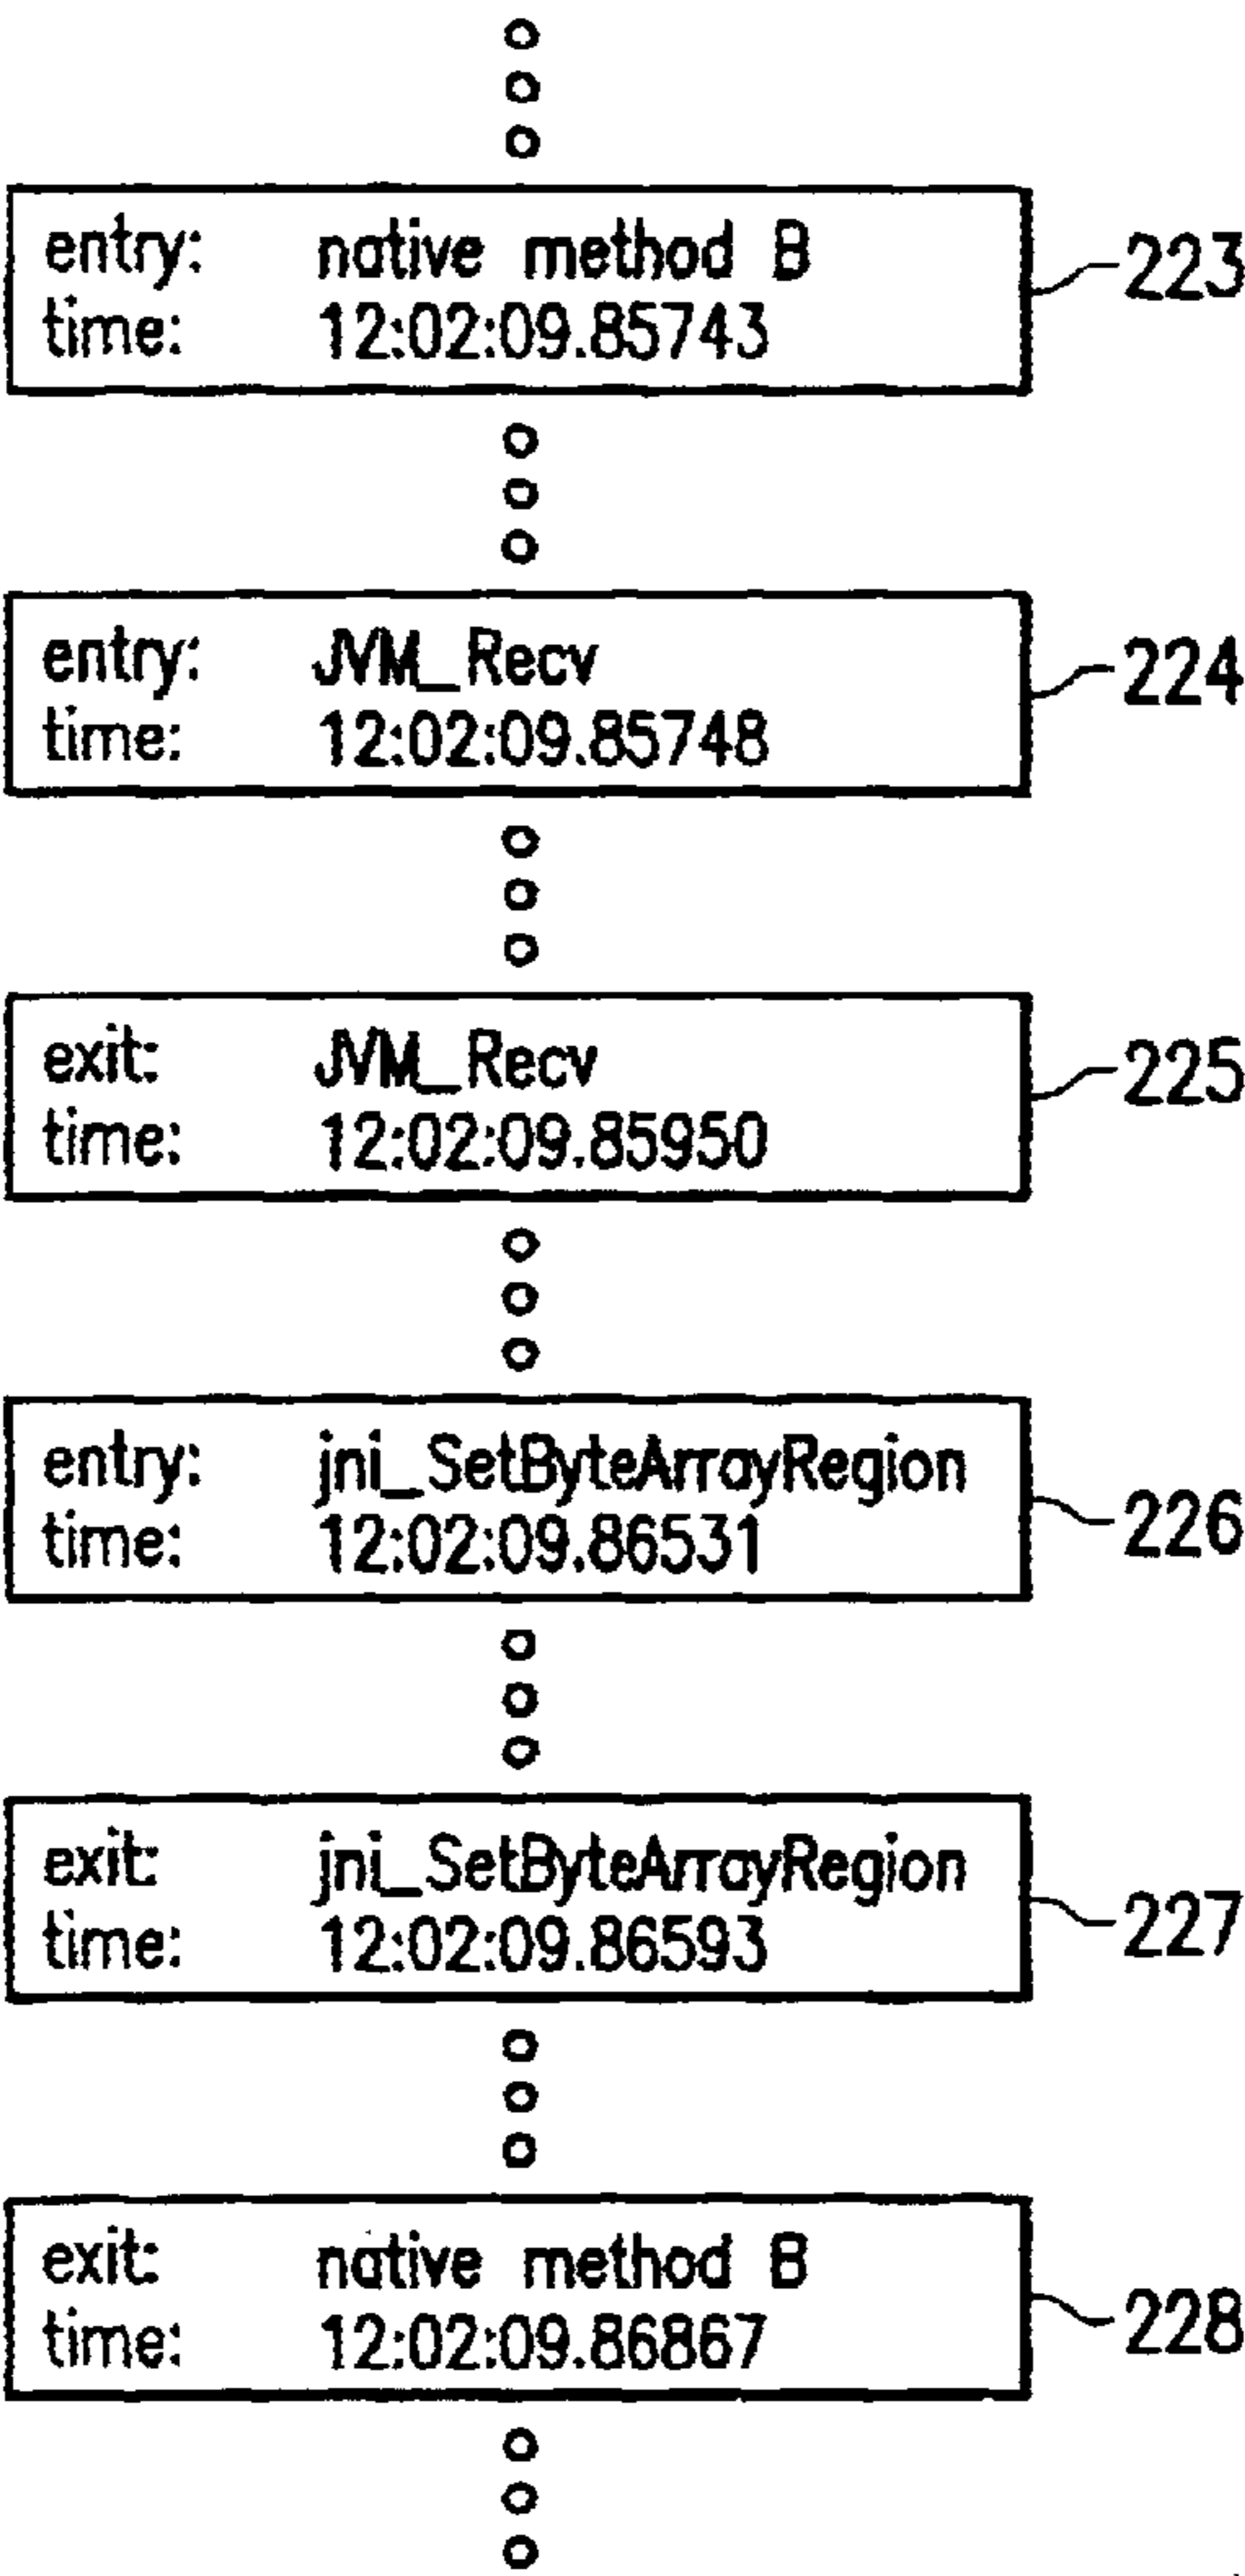 entry: native method B
time: 12:02:09.85743
223
entry: JVM_Recv
time: 12:02:09.85748
224
exit: JVM_Recv
time: 12:02:09.85950
225
entry: jni_SetByteArrayRegion
time: 12:02:09.86531
226
exit: jni_SetByteArrayRegion
time: 12:02:09.86593
227
exit: native method B
time: 12:02:09.86867
228